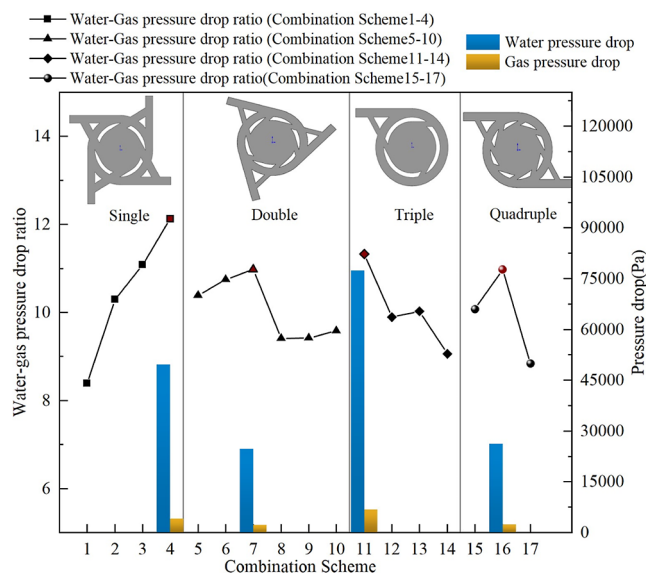 Water-Gas pressure drop ratio (Combination Scheme1-4)
Water-Gas pressure drop ratio (Combination Scheme5-10)
Water-Gas pressure drop ratio (Combination Scheme11-14)
Water-Gas pressure drop ratio(Combination Scheme15-17)
Water pressure drop
Gas pressure drop
Water-gas pressure drop ratio
14
12
10
8
6
Single
Double
Triple
Quadruple
120000
105000
90000
75000
60000
45000
30000
15000
0
Pressure drop(Pa)
1 2 3 4 5 6 7 8 9 10 11 12 13 14 15 16 17
Combination Scheme